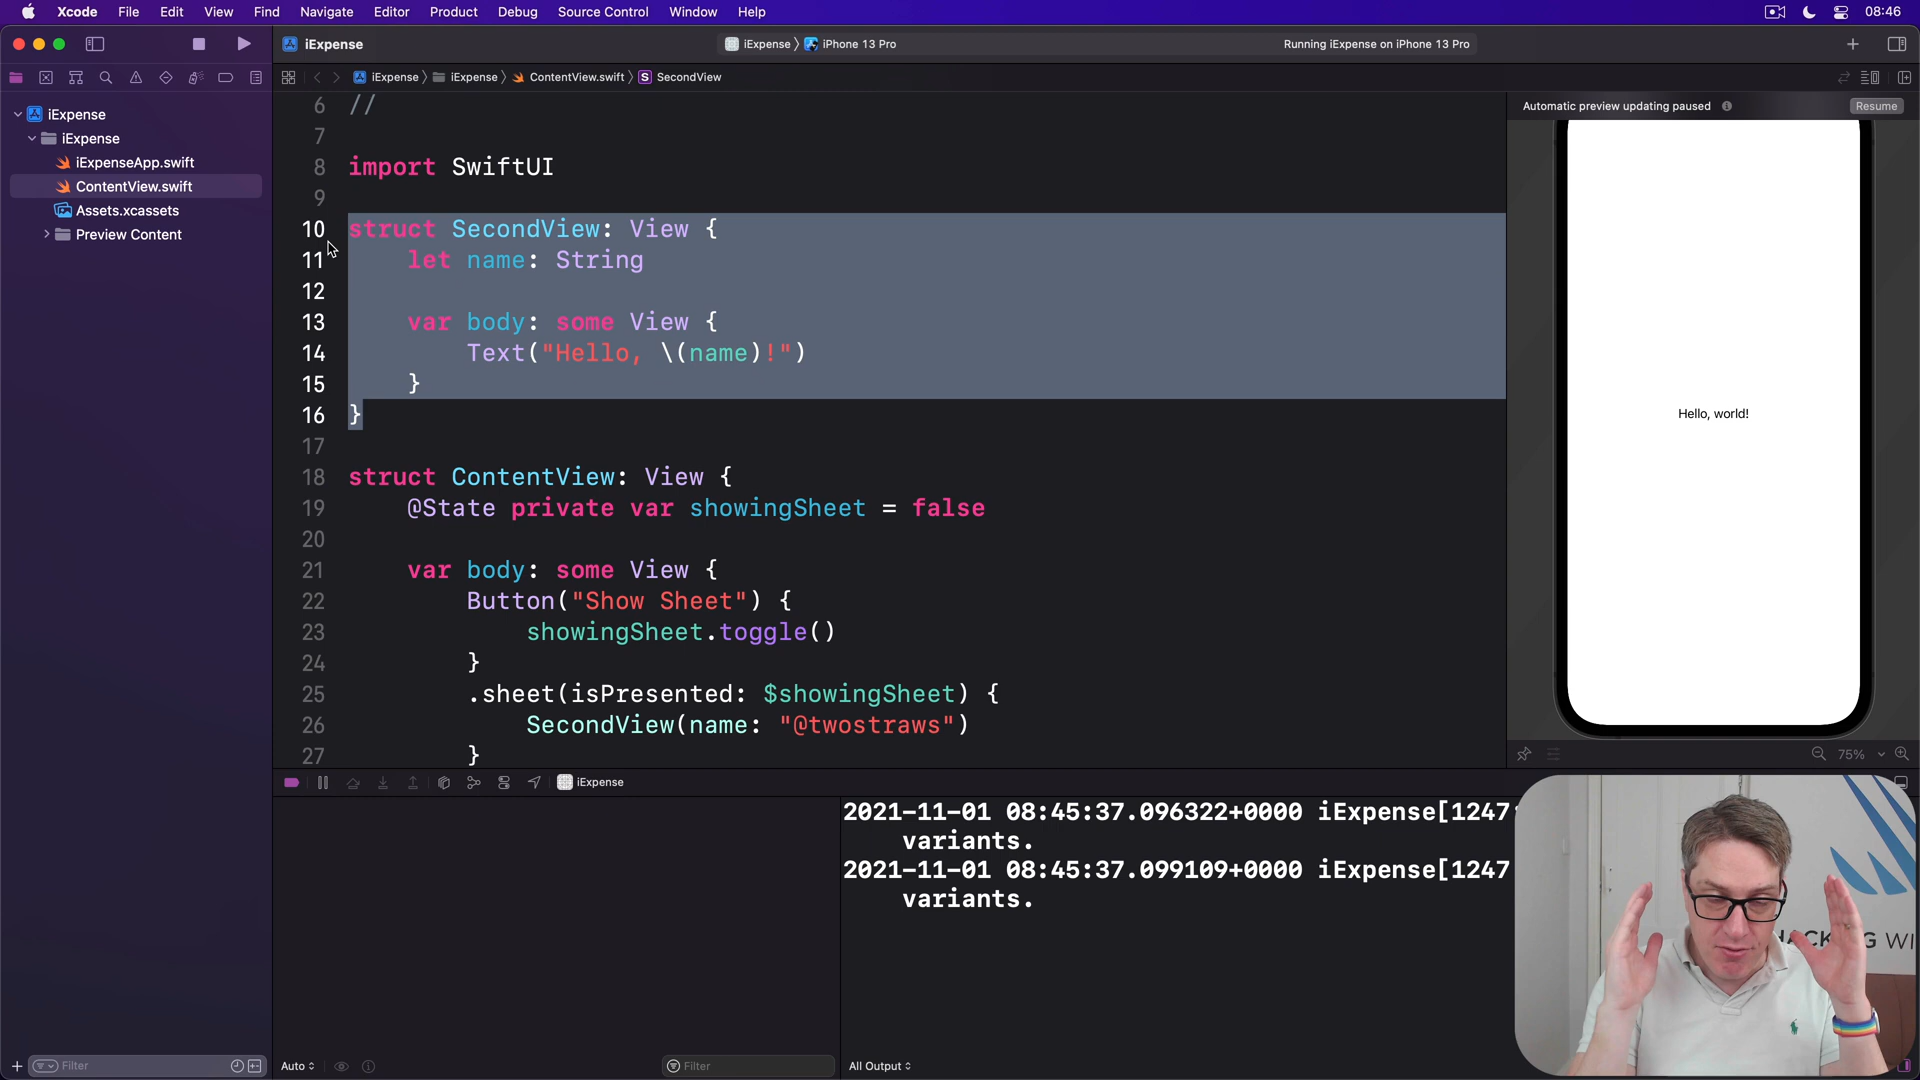 Xcode File Edit View Find Navigate Editor Product Debug Source Control Window Help 08:46
iExpense iExpense iPhone 13 Pro Running iExpense on iPhone 13 Pro
iExpense iExpense ContentView.swift SecondView
iExpense
iExpense
iExpenseApp.swift
ContentView.swift
Assets.xcassets
Preview Content
Automatic preview updating paused Resume
6 //
7
8 import SwiftUI
9
10 struct SecondView: View {
11 let name: String
12
13 var body: some View {
14 Text("Hello, \(name)!")
15 }
16 }
17
18 struct ContentView: View {
19 @State private var showingSheet = false
20
21 var body: some View {
22 Button("Show Sheet") {
23 showingSheet.toggle()
24 }
25 .sheet(isPresented: $showingSheet) {
26 SecondView(name: "@twostraws")
27 }
Hello, world!
75%
iExpense
2021-11-01 08:45:37.096322+0000 iExpense[1247:
variants.
2021-11-01 08:45:37.099109+0000 iExpense[1247
variants.
HACKING WI
Filter
Auto
Filter
All Output